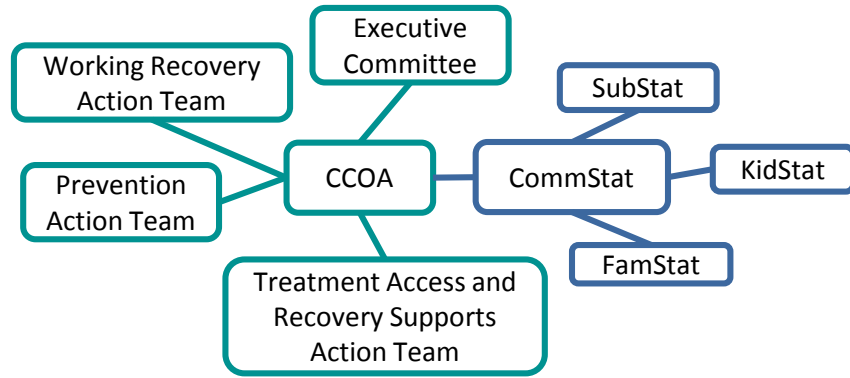 Executive
Committee
Working Recovery
Action Team
SubStat
CCOA
CommStat
KidStat
Prevention
Action Team
FamStat
Treatment Access and
Recovery Supports
Action Team